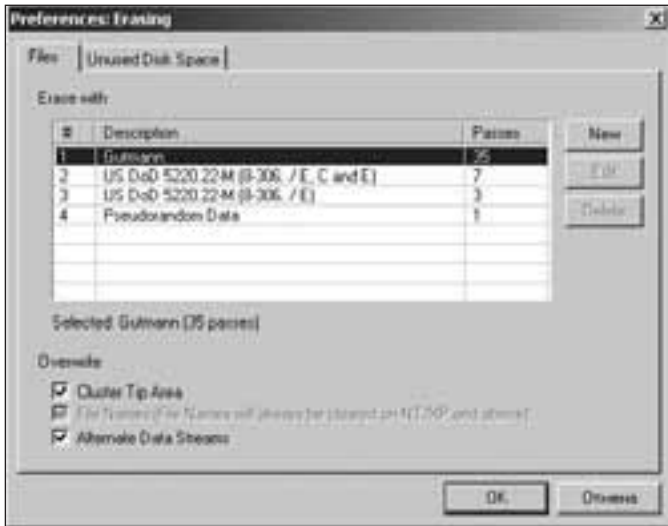 Preferences: Erasing
Files
Unused Disk Space
Erase with
# Description Passes
1 Gutmann 35
2 US DoD 5220.22-M (8-306. / E, C and E) 7
3 US DoD 5220.22-M (8-306. / E) 3
4 Pseudorandom Data 1
New
Edit
Delete
Selected: Gutmann (35 passes)
Overwrite
Cluster Tip Area
File Names (File Names will always be cleared on NT/XP and above)
Alternate Data Streams
OK
Отмена